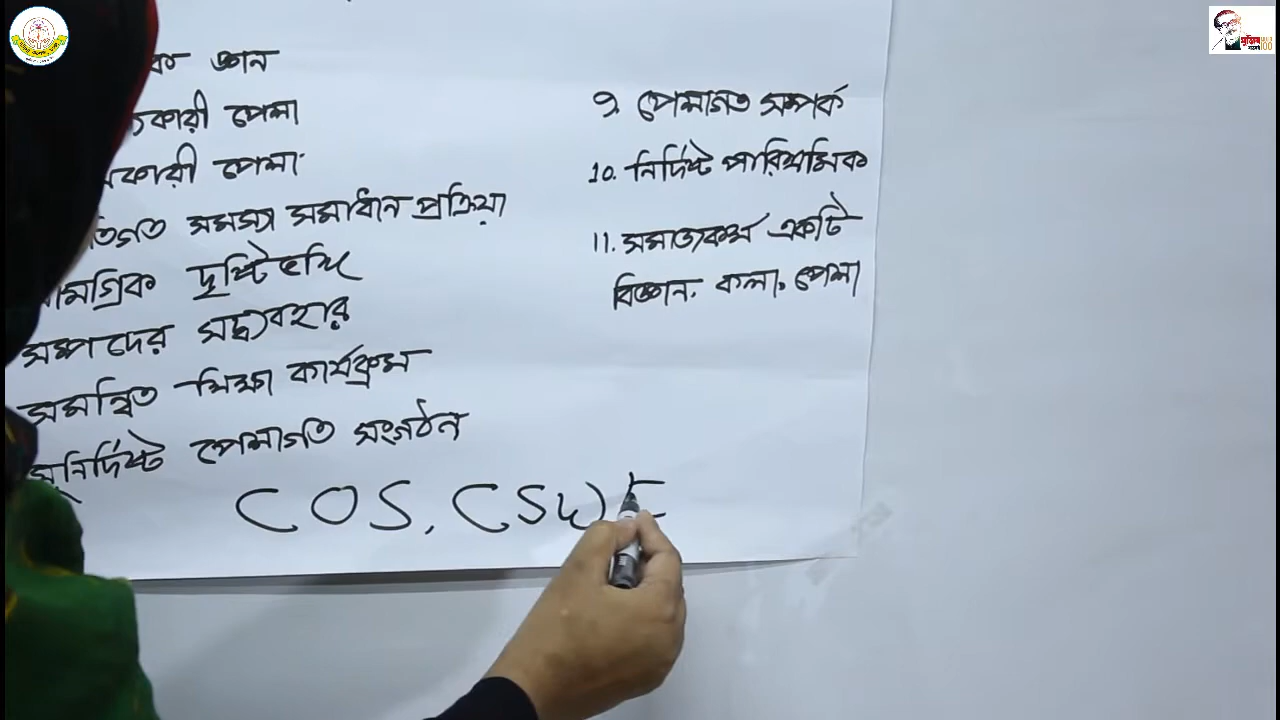 জ্ঞান
পেশা
পেশা
সমস্যা সমাধান প্রক্রিয়া
দৃষ্টিভঙ্গি
সম্পদের সদ্ব্যবহার
সমন্বিত শিক্ষা কার্যক্রম
সুনির্দিষ্ট পেশাগত সংগঠন
COS, CSWE
9. পেশাগত সম্পর্ক
10. নির্দিষ্ট পারিশ্রমিক
11. সমাজকর্ম একটি
বিজ্ঞান, কলা, পেশা